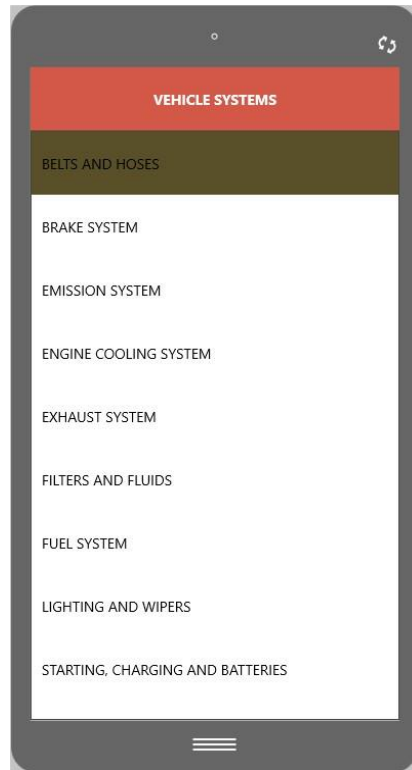 VEHICLE SYSTEMS
BELTS AND HOSES
BRAKE SYSTEM
EMISSION SYSTEM
ENGINE COOLING SYSTEM
EXHAUST SYSTEM
FILTERS AND FLUIDS
FUEL SYSTEM
LIGHTING AND WIPERS
STARTING, CHARGING AND BATTERIES